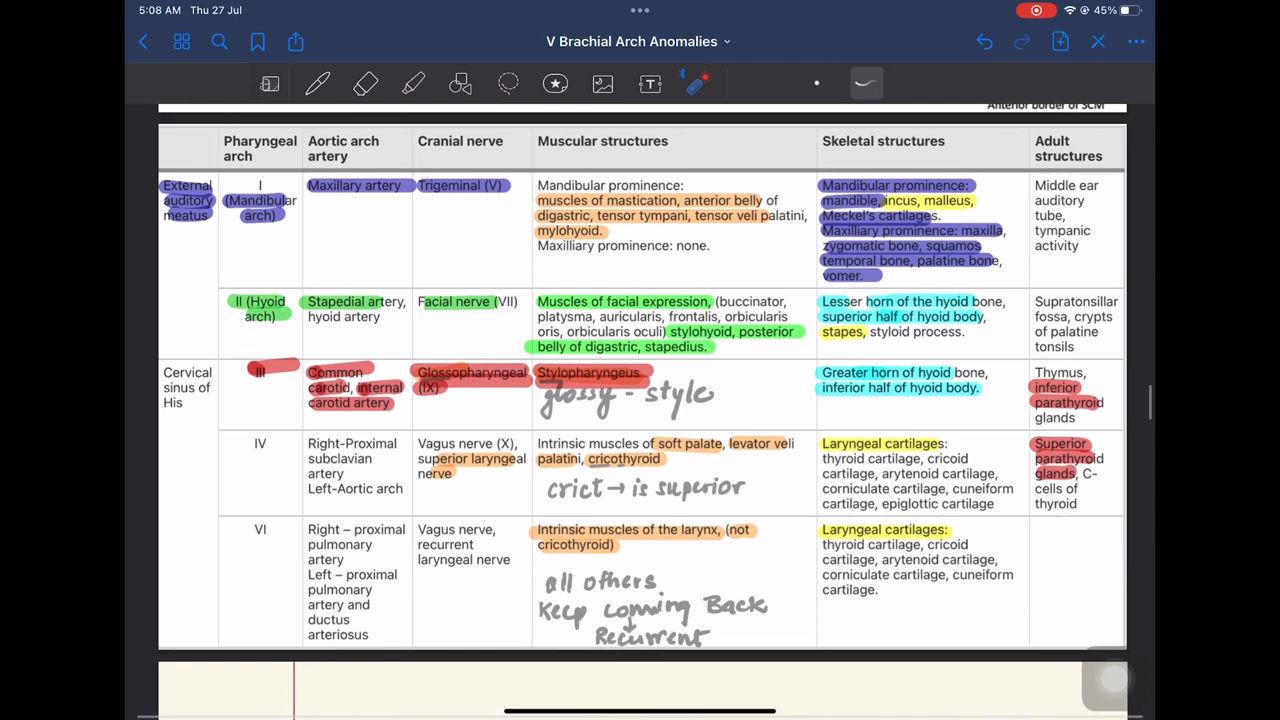 5:08 AM Thu 27 Jul
45%
V Brachial Arch Anomalies
T
Anterior border of SCM
Pharyngeal
arch
Aortic arch
artery
Cranial nerve
Muscular structures
Skeletal structures
Adult
structures
External
auditory
meatus
I
(Mandibular
arch)
Maxillary artery
Trigeminal (V)
Mandibular prominence:
muscles of mastication, anterior belly of
digastric, tensor tympani, tensor veli palatini,
mylohyoid.
Maxilliary prominence: none.
Mandibular prominence:
mandible, incus, malleus,
Meckel's cartilages.
Maxilliary prominence: maxilla,
zygomatic bone, squamos
temporal bone, palatine bone,
vomer.
Middle ear
auditory
tube,
tympanic
activity
II (Hyoid
arch)
Stapedial artery,
hyoid artery
Facial nerve (VII)
Muscles of facial expression, (buccinator,
platysma, auricularis, frontalis, orbicularis
oris, orbicularis oculi) stylohyoid, posterior
belly of digastric, stapedius.
Lesser horn of the hyoid bone,
superior half of hyoid body,
stapes, styloid process.
Supratonsillar
fossa, crypts
of palatine
tonsils
Cervical
sinus of
His
III
Common
carotid, internal
carotid artery
Glossopharyngeal
(IX)
Stylopharyngeus
glossy - style
Greater horn of hyoid bone,
inferior half of hyoid body.
Thymus,
inferior
parathyroid
glands
IV
Right-Proximal
subclavian
artery
Left-Aortic arch
Vagus nerve (X),
superior laryngeal
nerve
Intrinsic muscles of soft palate, levator veli
palatini, cricothyroid
crict → is superior
Laryngeal cartilages:
thyroid cartilage, cricoid
cartilage, arytenoid cartilage,
corniculate cartilage, cuneiform
cartilage, epiglottic cartilage
Superior
parathyroid
glands, C-
cells of
thyroid
VI
Right – proximal
pulmonary
artery
Left – proximal
pulmonary
artery and
ductus
arteriosus
Vagus nerve,
recurrent
laryngeal nerve
Intrinsic muscles of the larynx, (not
cricothyroid)
all others
Keep coming Back
Recurrent
Laryngeal cartilages:
thyroid cartilage, cricoid
cartilage, arytenoid cartilage,
corniculate cartilage, cuneiform
cartilage.